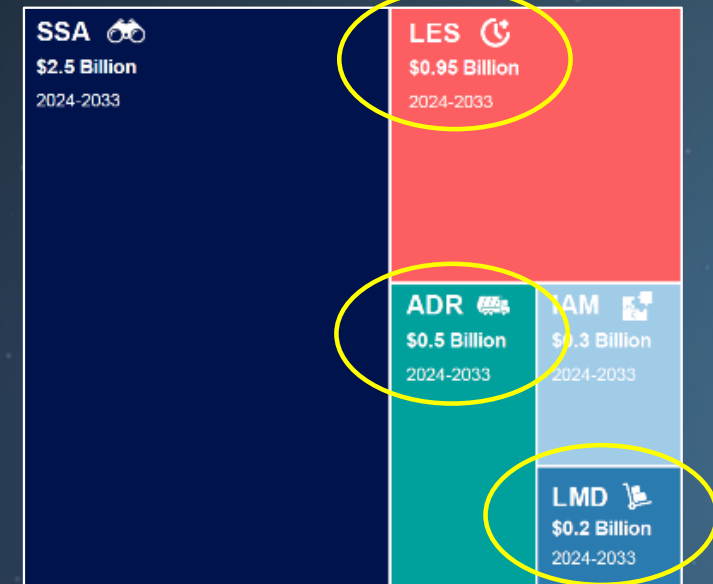 SSA
$2.5 Billion
2024-2033
LES
$0.95 Billion
2024-2033
ADR
$0.5 Billion
2024-2033
IAM
$0.3 Billion
2024-2033
LMD
$0.2 Billion
2024-2033